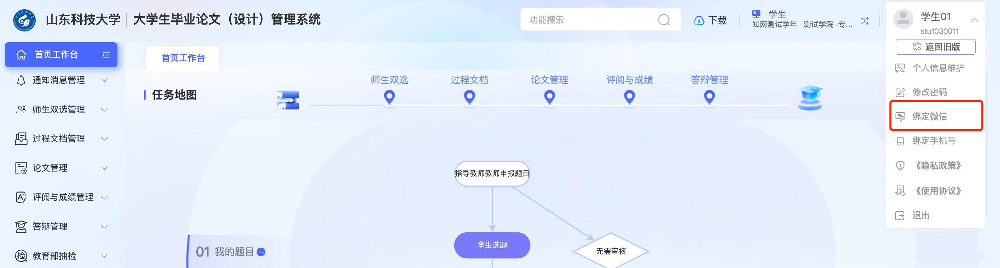 山东科技大学
大学生毕业论文（设计）管理系统
功能搜索
下载
学生
知网测试学年 测试学院–专...
学生01
stu1030011
返回旧版
个人信息维护
修改密码
绑定微信
绑定手机号
《隐私政策》
《使用协议》
退出
首页工作台
通知消息管理
师生双选管理
过程文档管理
论文管理
评阅与成绩管理
答辩管理
教育部抽检
首页工作台
任务地图
师生双选
过程文档
论文管理
评阅与成绩
答辩管理
指导教师教师申报题目
学生选题
无需审核
01 我的题目